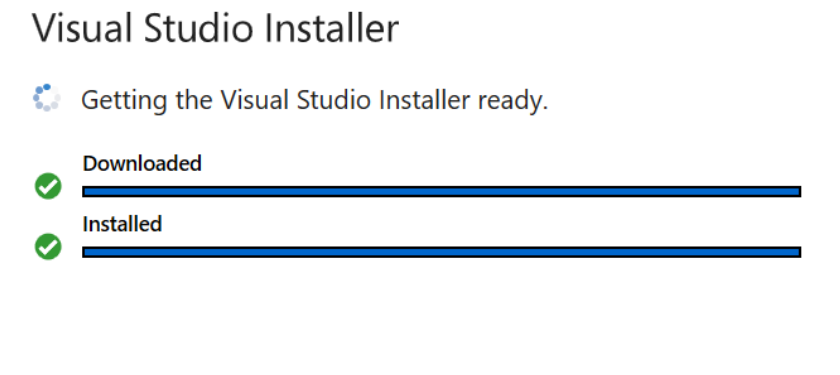 Visual Studio Installer
Getting the Visual Studio Installer ready.
Downloaded
Installed